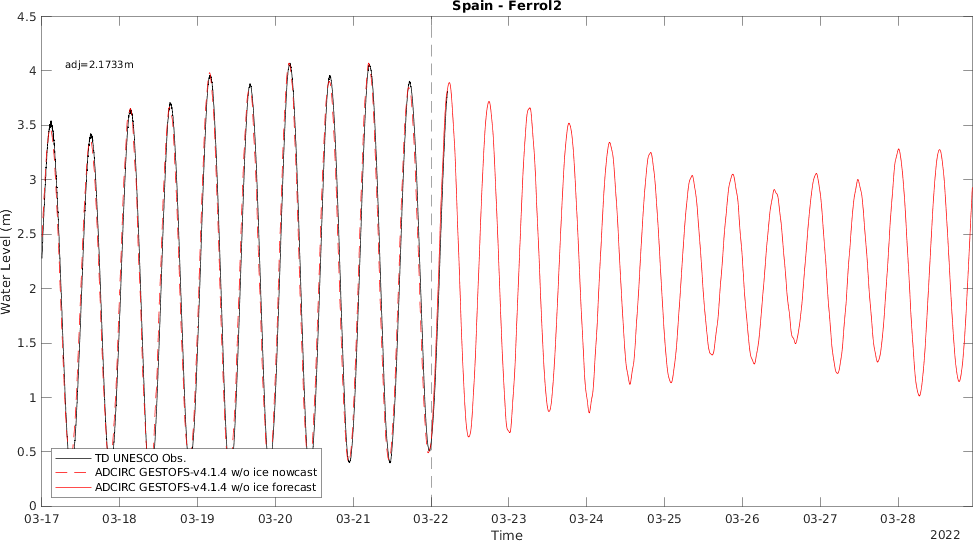 Spain - Ferrol2
4.5
4
3.5
3
2.5
2
1.5
1
0.5
0
Water Level (m)
adj=2.1733m
TD UNESCO Obs.
ADCIRC GESTOFS-v4.1.4 w/o ice nowcast
ADCIRC GESTOFS-v4.1.4 w/o ice forecast
03-17 03-18 03-19 03-20 03-21 03-22 03-23 03-24 03-25 03-26 03-27 03-28
Time
2022